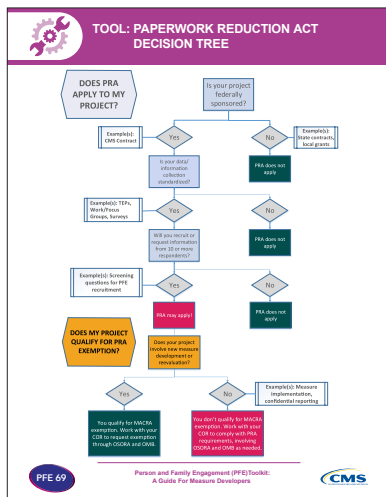 TOOL: PAPERWORK REDUCTION ACT
DECISION TREE
DOES PRA
APPLY TO MY
PROJECT?
Is your project
federally
sponsored?
Example(s):
CMS Contract
Yes
No
Example(s):
State contracts,
local grants
Is your data/
information
collection
standardized?
PRA does not
apply
Example(s): TEPs,
Work/Focus
Groups, Surveys
Yes
No
Will you recruit or
request information
from 10 or more
respondents?
PRA does not
apply
Example(s): Screening
questions for PFE
recruitment
Yes
No
PRA may apply!
PRA does not
apply
DOES MY PROJECT
QUALIFY FOR PRA
EXEMPTION?
Does your project
involve new measure
development or
reevaluation?
Yes
No
Example(s): Measure
implementation,
confidential reporting
You qualify for MACRA
exemption. Work with your
COR to request exemption
through OSORA and OMB.
You don't qualify for MACRA
exemption. Work with your
COR to comply with PRA
requirements, involving
OSORA and OMB as needed.
PFE 69
Person and Family Engagement (PFE)Toolkit:
A Guide For Measure Developers
CMS